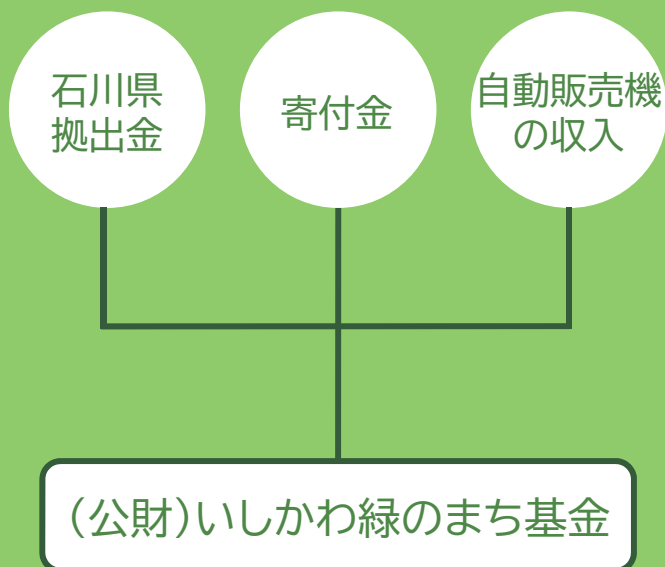 石川県
拠出金
寄付金
自動販売機
の収入
(公財)いしかわ緑のまち基金